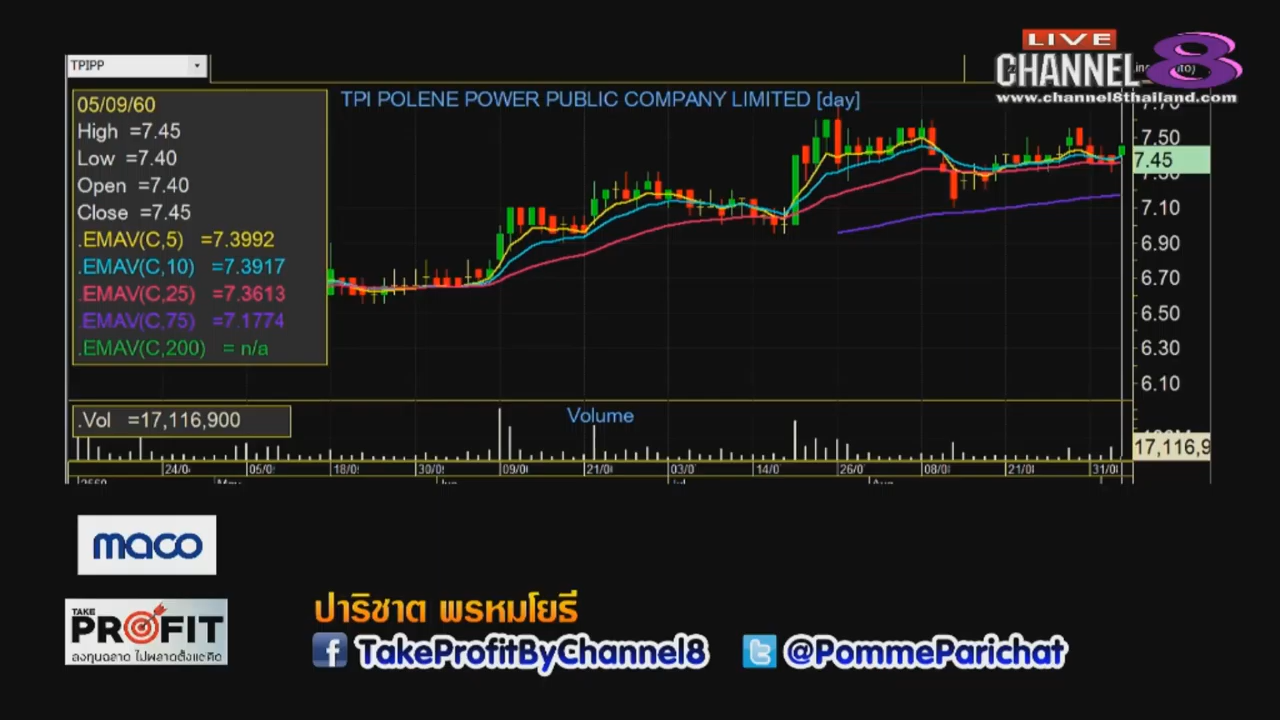 LIVE
CHANNEL 8
www.channel8thailand.com
TPIPP
TPI POLENE POWER PUBLIC COMPANY LIMITED [day]
05/09/60
High =7.45
Low =7.40
Open =7.40
Close =7.45
.EMAV(C,5) =7.3992
.EMAV(C,10) =7.3917
.EMAV(C,25) =7.3613
.EMAV(C,75) =7.1774
.EMAV(C,200) = n/a
7.70
7.50
7.45
7.30
7.10
6.90
6.70
6.50
6.30
6.10
.Vol =17,116,900
Volume
17,116,9
24/0 05/0 18/0 30/0 09/0 21/0 03/0 14/0 26/0 08/0 21/0 31/0
maco
TAKE
PROFIT
ลงทุนฉลาด ไม่พลาดตั้งแต่คิด
ปาริชาต พรหมโยธี
TakeProfitByChannel8
@PommeParichat